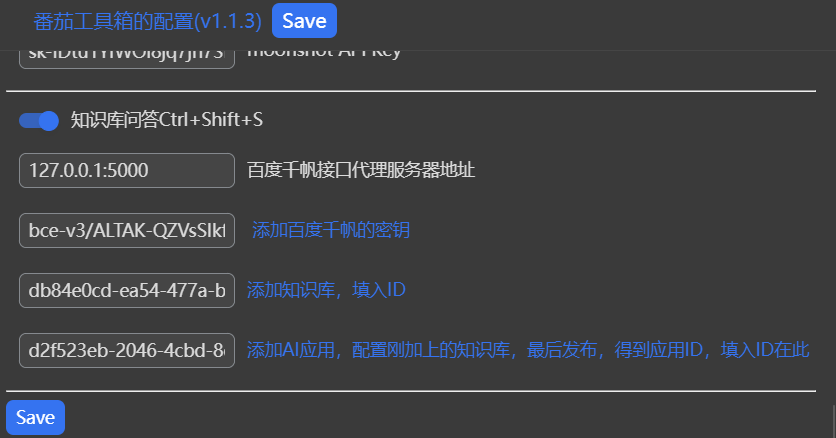 番茄工具箱的配置(v1.1.3) Save
moonshot API Key
知识库问答Ctrl+Shift+S
127.0.0.1:5000 百度千帆接口代理服务器地址
bce-v3/ALTAK-QZVsSIkf 添加百度千帆的密钥
db84e0cd-ea54-477a-b 添加知识库，填入ID
d2f523eb-2046-4cbd-8 添加AI应用，配置刚加上的知识库，最后发布，得到应用ID，填入ID在此
Save